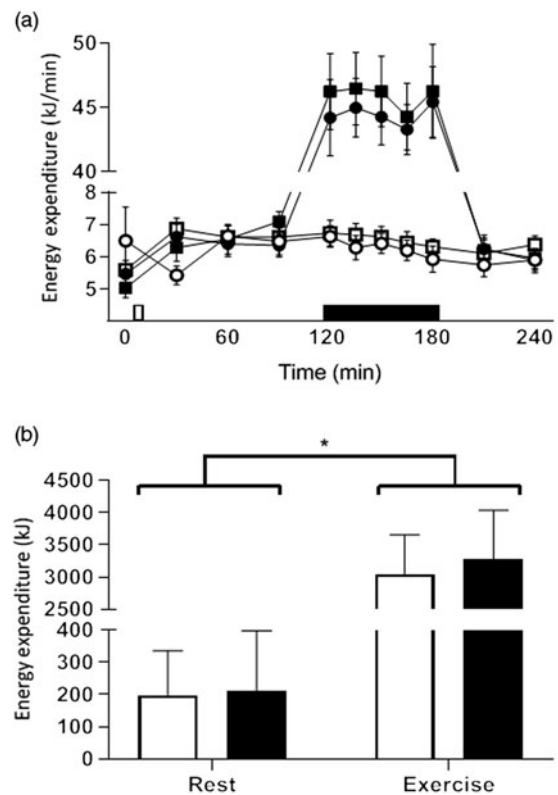 (a)
Energy expenditure (kJ/min)
50
45
40
8
7
6
5
0 60 120 180 240
Time (min)
(b)
Energy expenditure (kJ)
*
4500
4000
3500
3000
2500
400
300
200
100
0
Rest Exercise